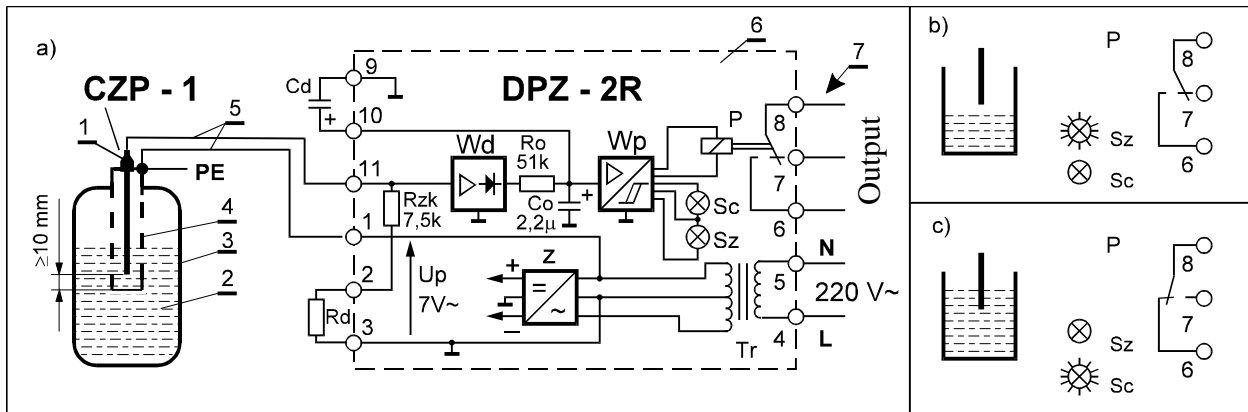 a)
CZP - 1
DPZ - 2R
1
5
PE
4
3
2
≥10 mm
6
7
9
Cd
+
10
11
Wd
Ro
51k
Wp
P
8
7
6
Output
Rzk
7,5k
+
Co
2,2µ
Sc
Sz
1
2
Rd
3
Up
7V~
+
–
z
=
~
Tr
N
5
220 V~
4
L
b)
P
8
7
6
Sz
Sc
c)
P
8
7
6
Sz
Sc